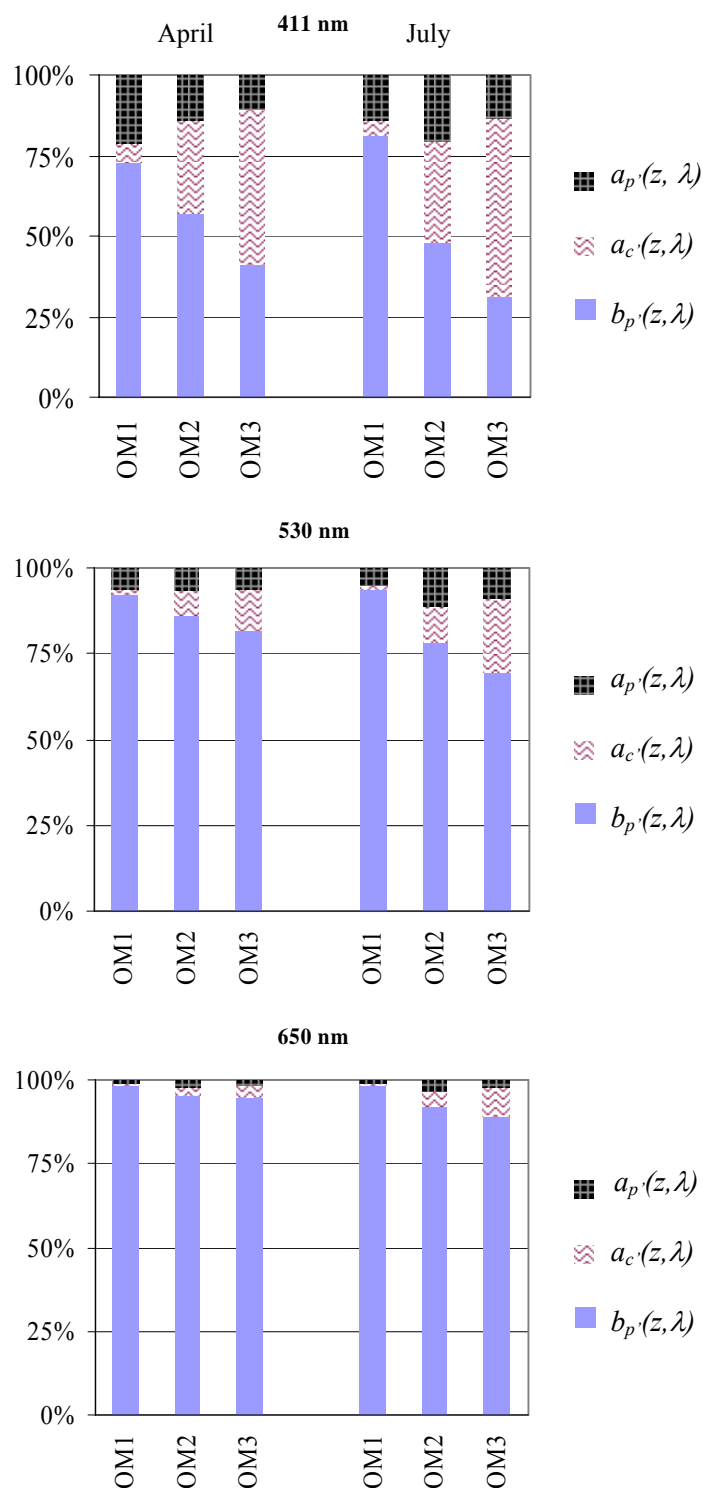 411 nm
April July
100%
75%
50%
25%
0%
OM1 OM2 OM3 OM1 OM2 OM3
a_p'(z, λ)
a_c'(z,λ)
b_p'(z,λ)
530 nm
100%
75%
50%
25%
0%
OM1 OM2 OM3 OM1 OM2 OM3
a_p'(z,λ)
a_c'(z,λ)
b_p'(z,λ)
650 nm
100%
75%
50%
25%
0%
OM1 OM2 OM3 OM1 OM2 OM3
a_p'(z,λ)
a_c'(z,λ)
b_p'(z,λ)